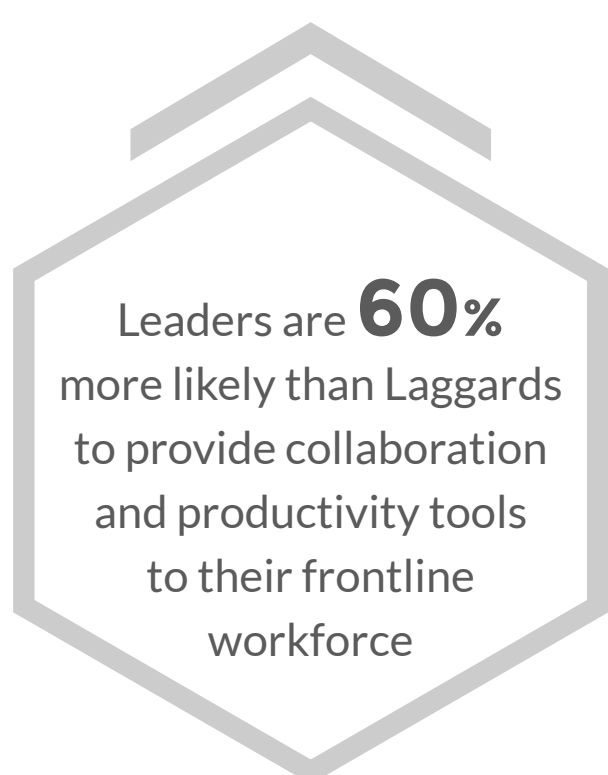 Leaders are 60%
more likely than Laggards
to provide collaboration
and productivity tools
to their frontline
workforce